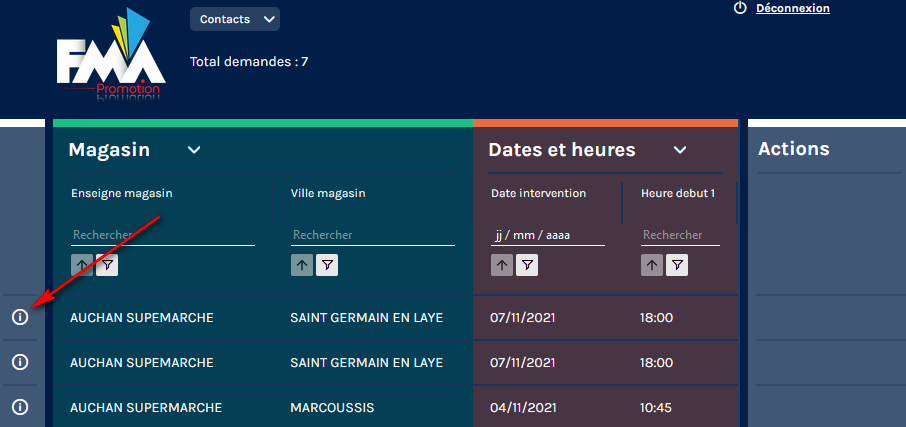 Contacts
Déconnexion
FMA
Promotion
Total demandes : 7
Magasin
Dates et heures
Actions
Enseigne magasin
Ville magasin
Date intervention
Heure debut 1
Rechercher
Rechercher
jj / mm / aaaa
Rechercher
AUCHAN SUPEMARCHE SAINT GERMAIN EN LAYE 07/11/2021 18:00
AUCHAN SUPEMARCHE SAINT GERMAIN EN LAYE 07/11/2021 18:00
AUCHAN SUPERMARCHE MARCOUSSIS 04/11/2021 10:45